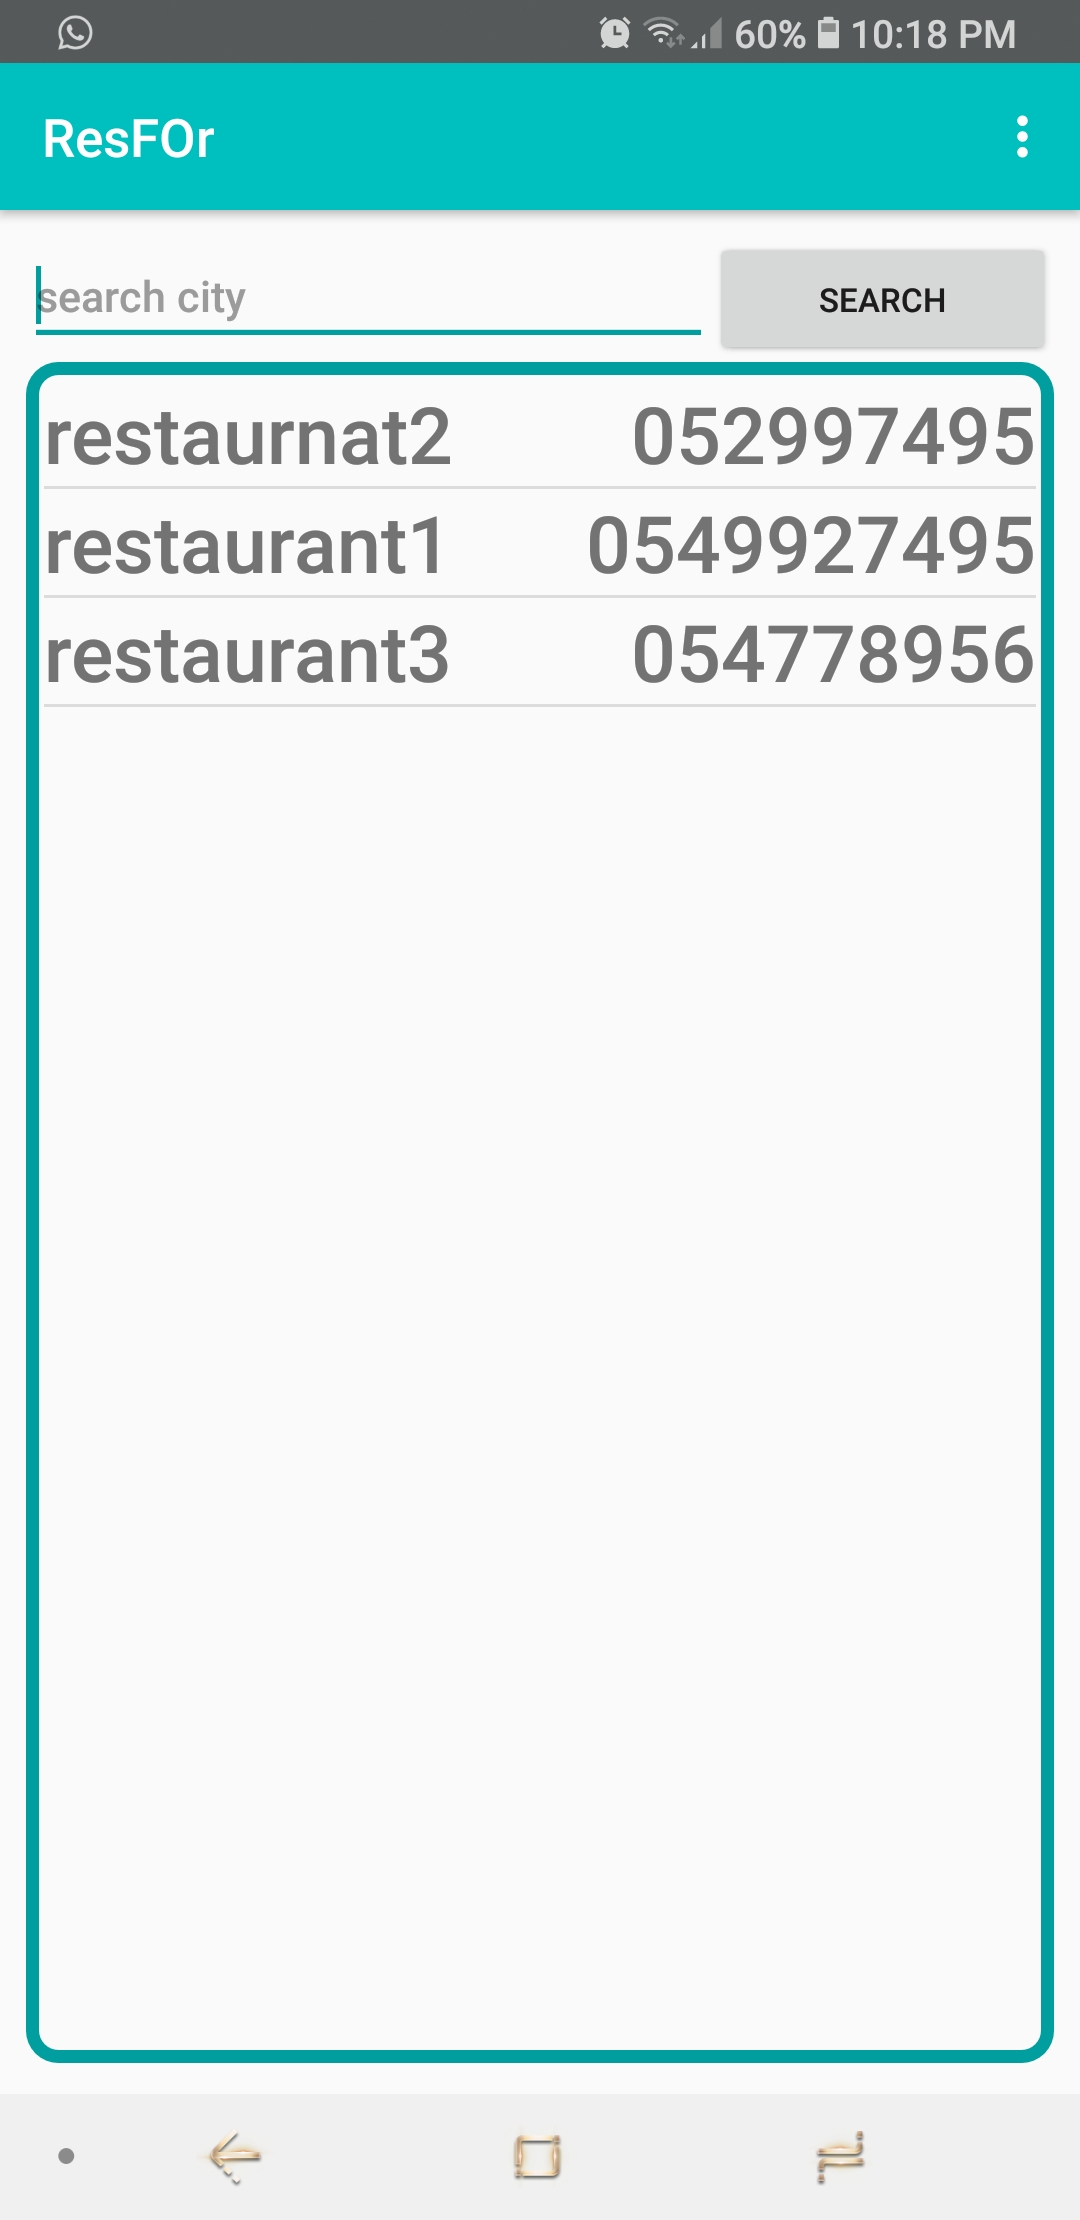 60% 10:18 PM
ResFOr
search city SEARCH
restaurnat2 052997495
restaurant1 0549927495
restaurant3 054778956